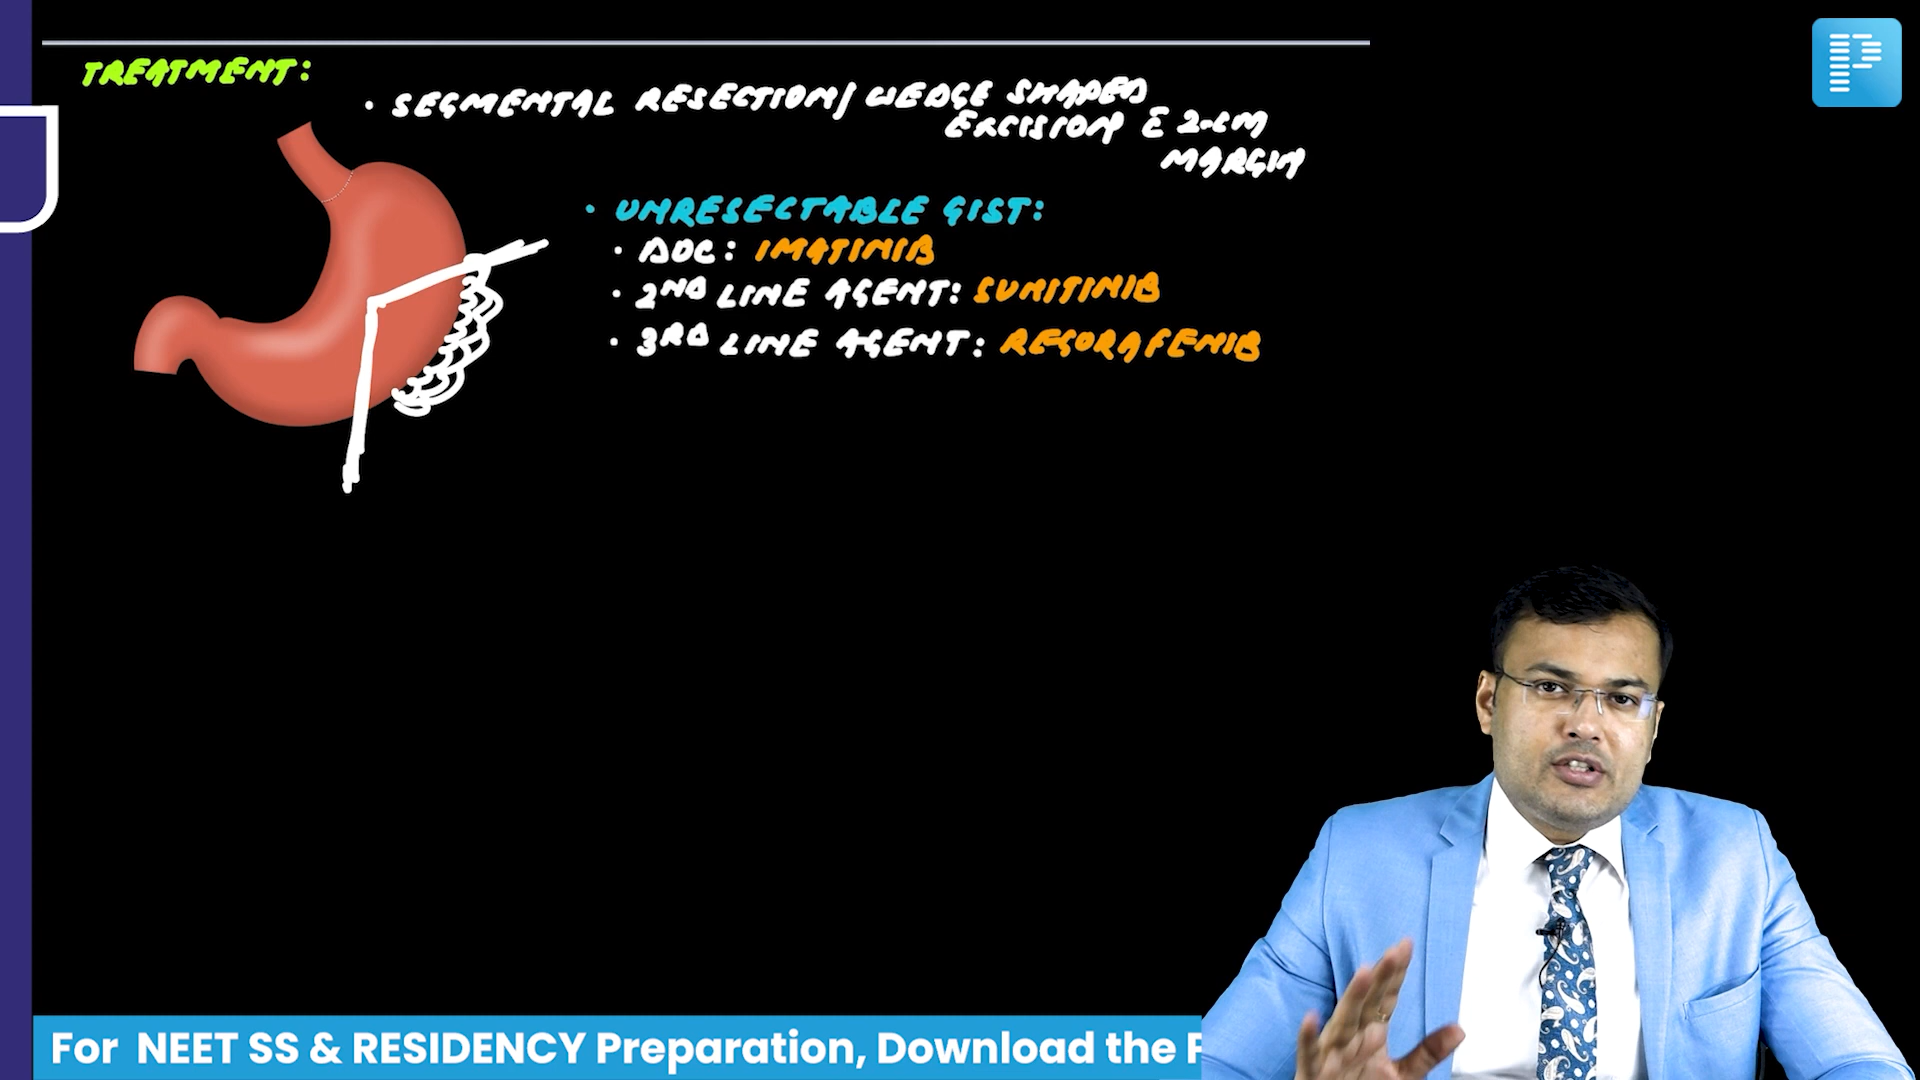 TREATMENT:
• SEGMENTAL RESECTION/ WEDGE SHAPED
EXCISION C̄ 2-CM
MARGIN
• UNRESECTABLE GIST:
• DOC: IMATINIB
• 2ND LINE AGENT: SUNITINIB
• 3RD LINE AGENT: REGORAFENIB
For NEET SS & RESIDENCY Preparation, Download the